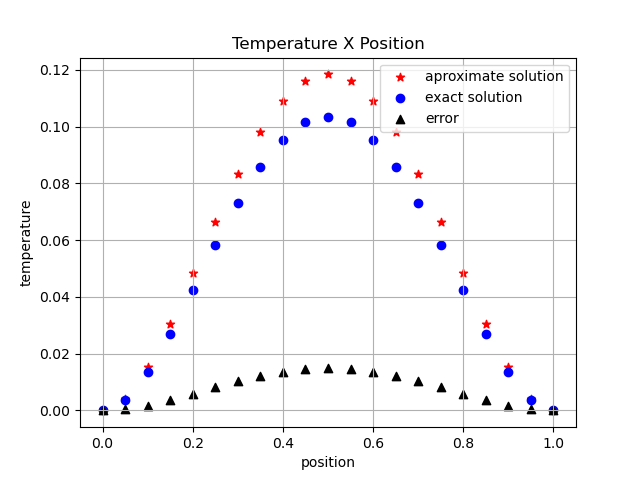 Temperature X Position
aproximate solution
exact solution
error
temperature
0.12
0.10
0.08
0.06
0.04
0.02
0.00
0.0 0.2 0.4 0.6 0.8 1.0
position